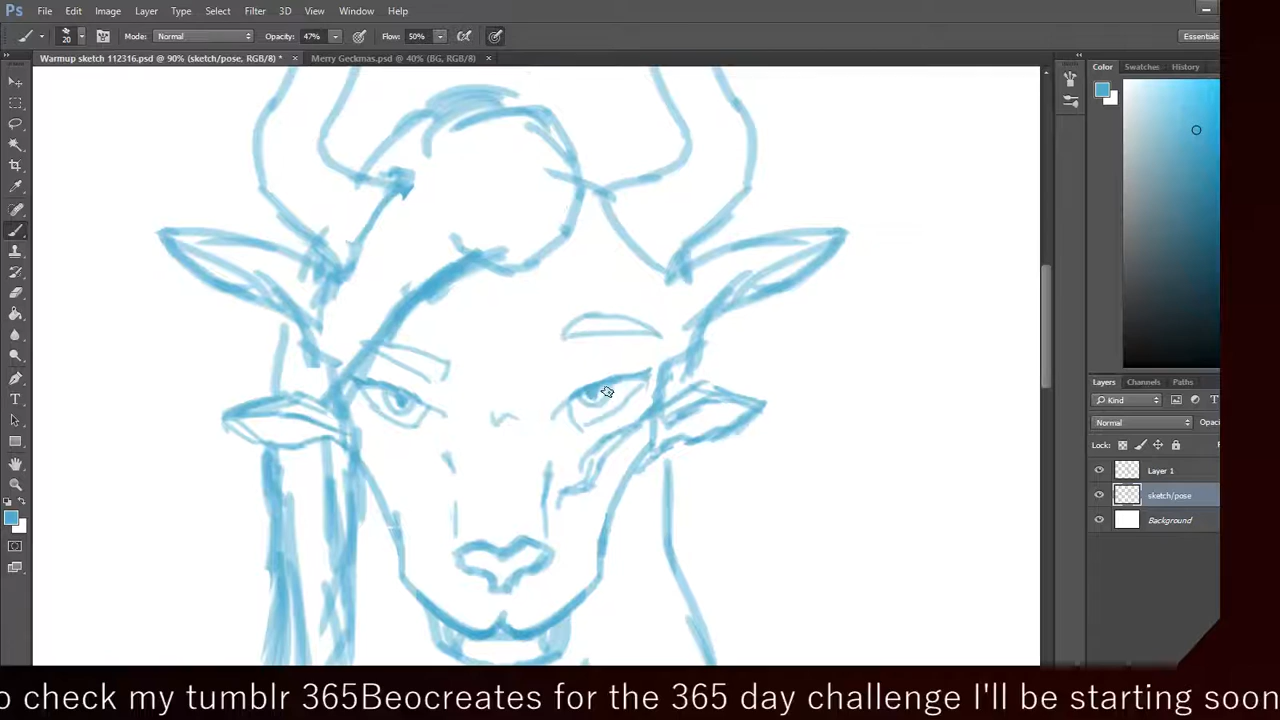 Ps File Edit Image Layer Type Select Filter 3D View Window Help
20 Mode: Normal Opacity: 47% Flow: 50% Essentials
Warmup sketch 112316.psd @ 90% (sketch/pose, RGB/8) * × Merry Geckmas.psd @ 40% (BG, RGB/8) ×
Color Swatches History
Layers Channels Paths
Kind
Normal
Lock:
Layer 1
sketch/pose
Background
o check my tumblr 365Beocreates for the 365 day challenge I'll be starting soon